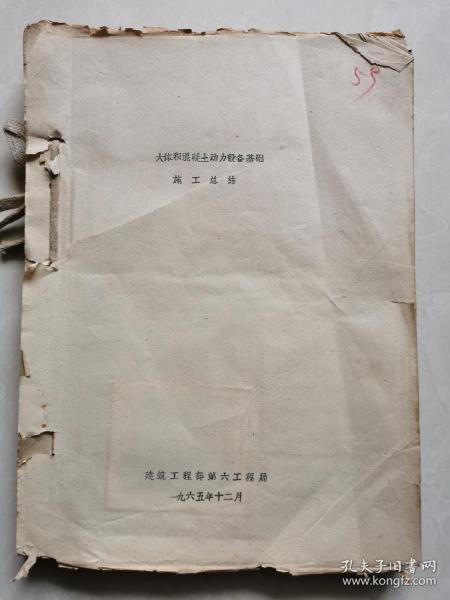 59
大体积混凝土动力设备基础
施工总结
建筑工程部第六工程局
一九六五年十二月
孔夫子旧书网
www.kongfz.com